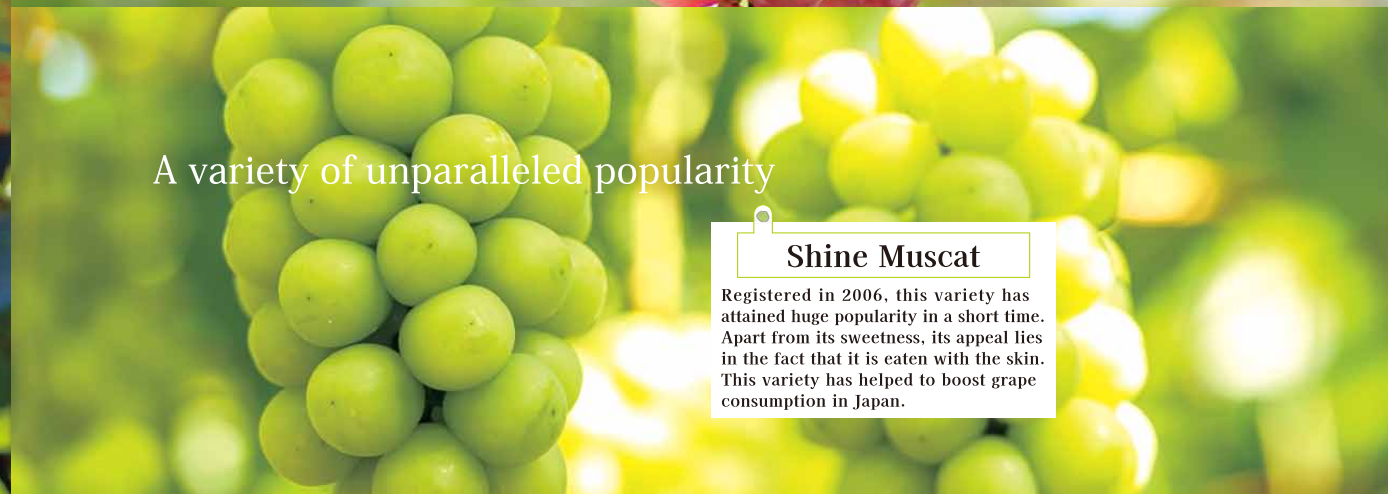 A variety of unparalleled popularity
Shine Muscat
Registered in 2006, this variety has
attained huge popularity in a short time.
Apart from its sweetness, its appeal lies
in the fact that it is eaten with the skin.
This variety has helped to boost grape
consumption in Japan.